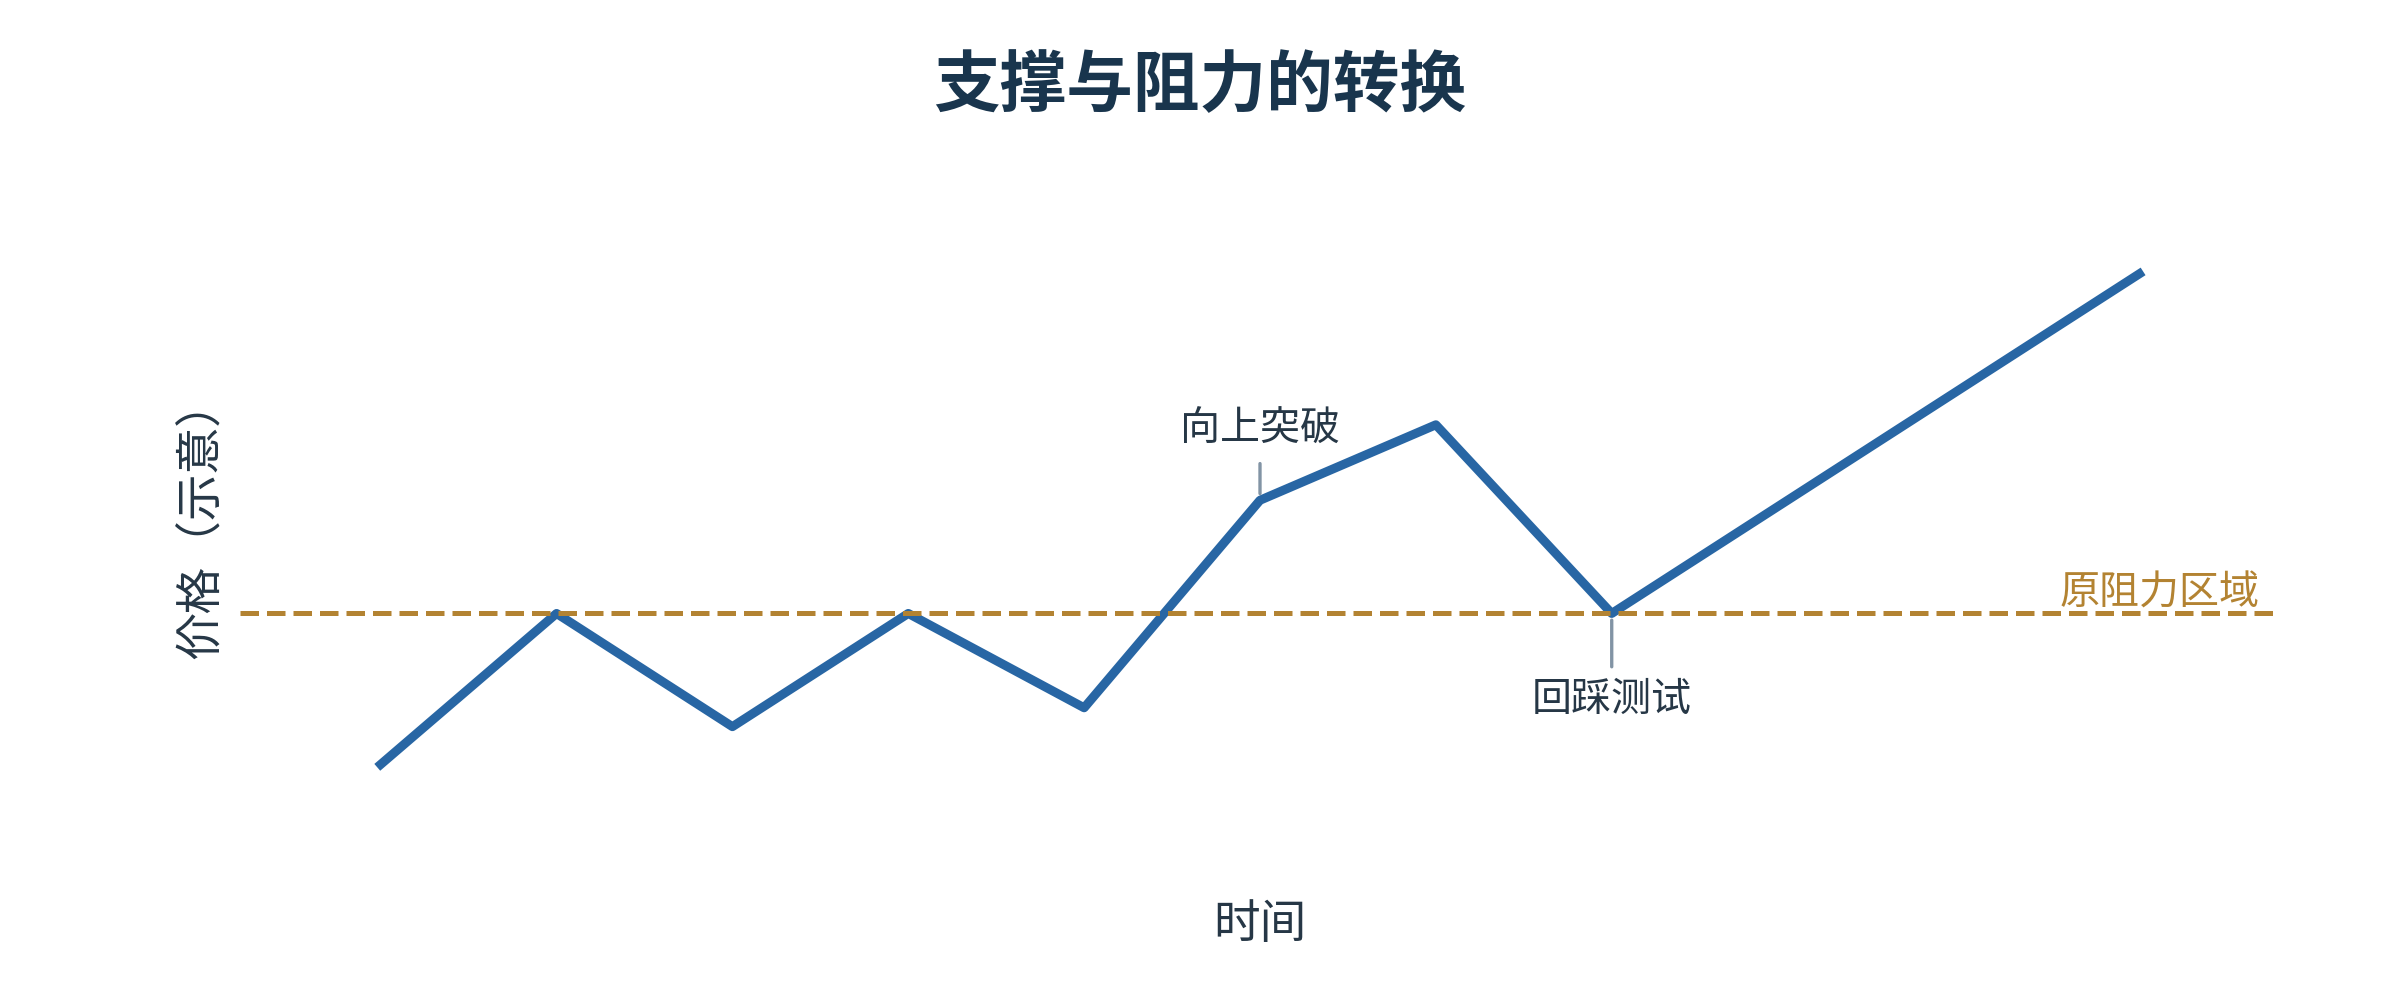 支撑与阻力的转换
向上突破
价格（示意）
原阻力区域
回踩测试
时间